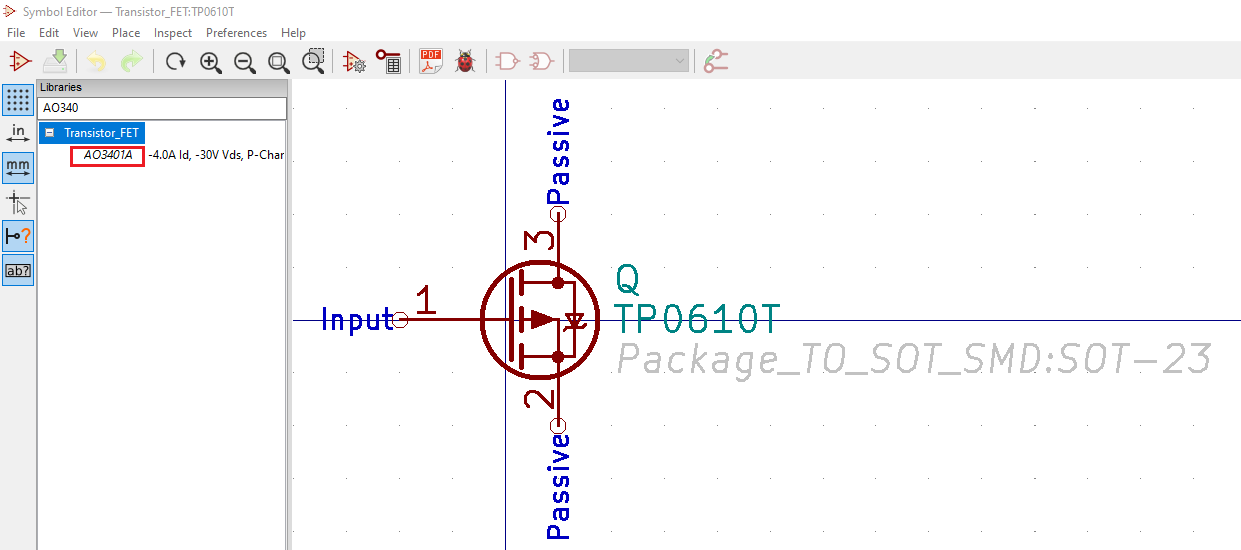 Symbol Editor — Transistor_FET:TP0610T
File Edit View Place Inspect Preferences Help
PDF
Libraries
AO340
Transistor_FET
AO3401A -4.0A Id, -30V Vds, P-Char
in
mm
?
ab?
Passive
3
Input 1
Q
TP0610T
Package_TO_SOT_SMD:SOT-23
2
Passive